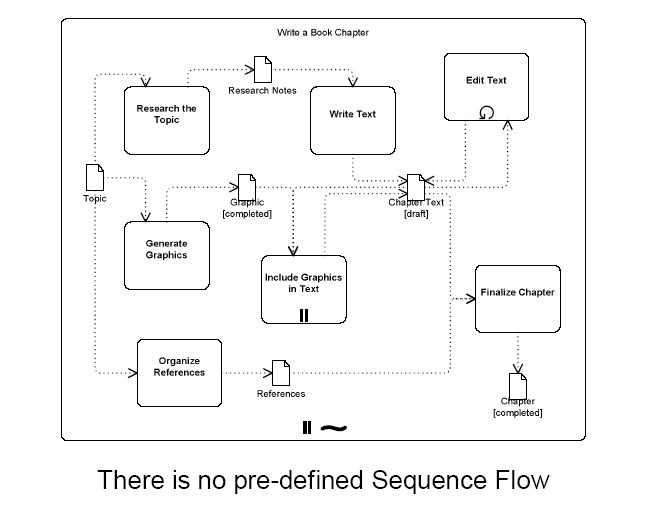 Write a Book Chapter
Research the
Topic
Research Notes
Write Text
Edit Text
Topic
Graphic
[completed]
Chapter Text
[draft]
Generate
Graphics
Include Graphics
in Text
Finalize Chapter
Organize
References
References
Chapter
[completed]
There is no pre-defined Sequence Flow